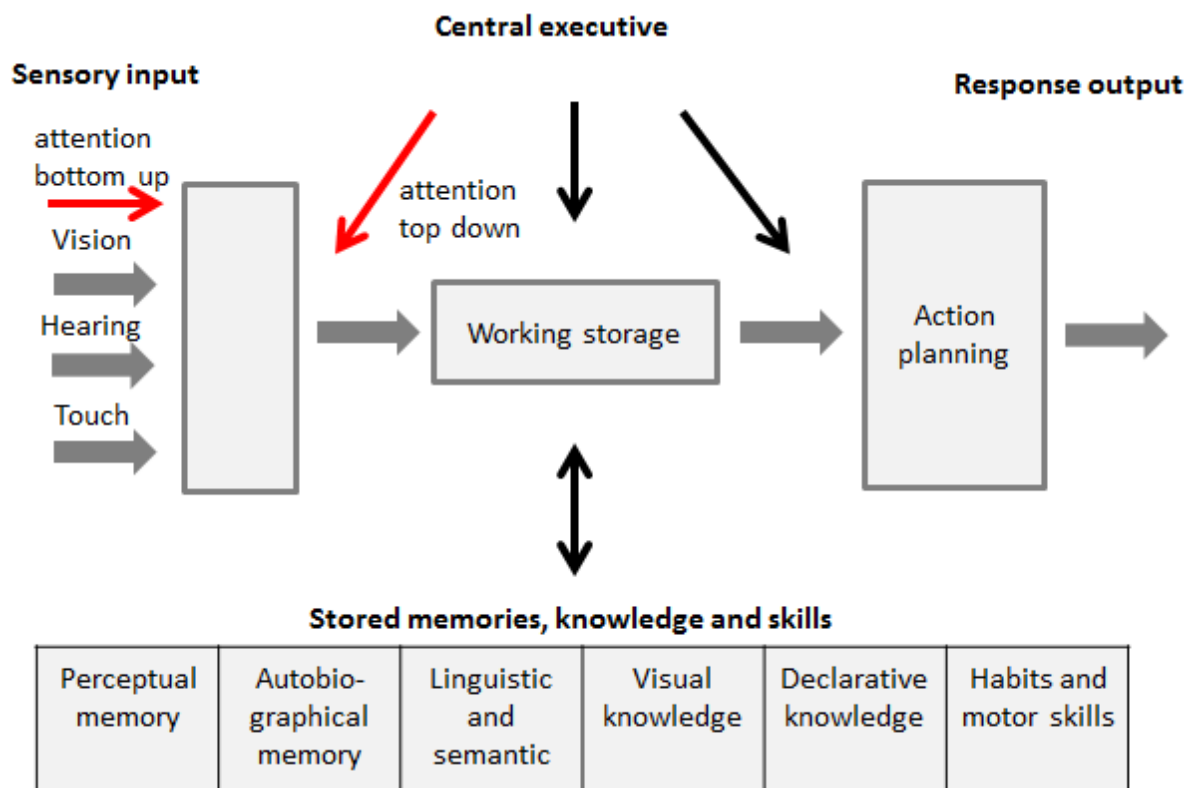 Central executive
Sensory input
Response output
attention
bottom up
attention
top down
Vision
Hearing
Touch
Working storage
Action
planning
Stored memories, knowledge and skills
Perceptual
memory
Autobio-
graphical
memory
Linguistic
and
semantic
Visual
knowledge
Declarative
knowledge
Habits and
motor skills